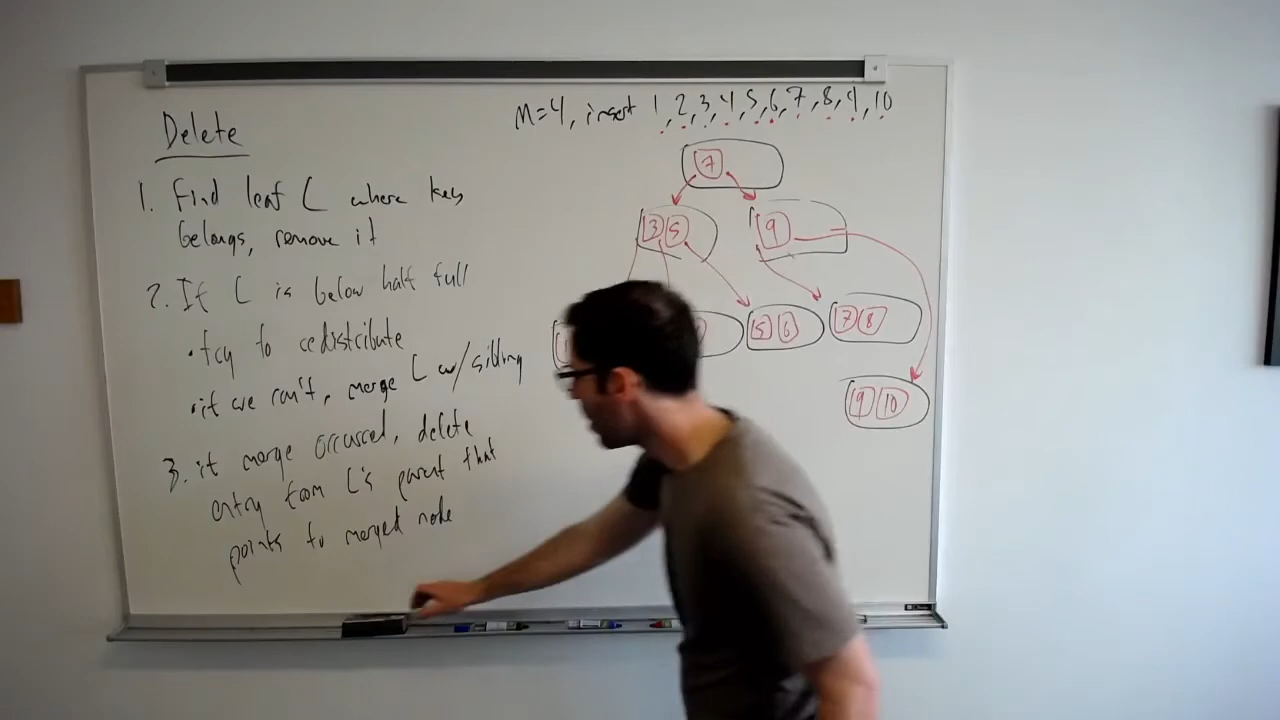 Delete
1. Find leaf L where key
belongs, remove it
2. If L is below half full
• try to redistribute
• if we can't, merge L w/ sibling
3. if merge occurred, delete
entry from L's parent that
points to merged node
M=4, insert 1, 2, 3, 4, 5, 6, 7, 8, 9, 10
7
3 5 9
1 5 6 7 8
9 10